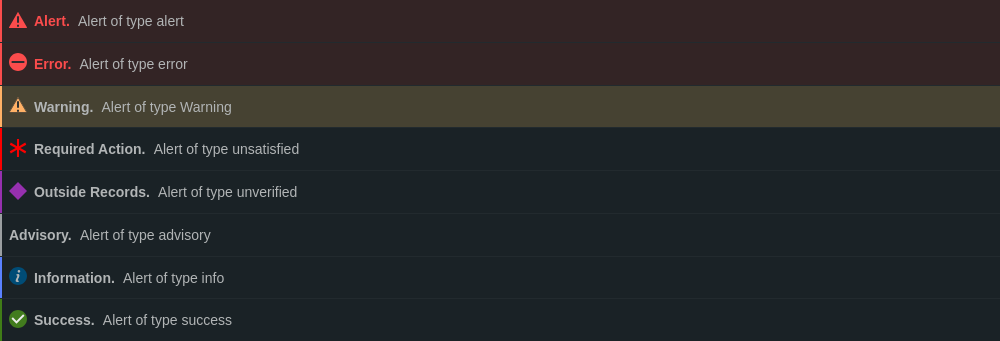 Alert. Alert of type alert
Error. Alert of type error
Warning. Alert of type Warning
Required Action. Alert of type unsatisfied
Outside Records. Alert of type unverified
Advisory. Alert of type advisory
Information. Alert of type info
Success. Alert of type success